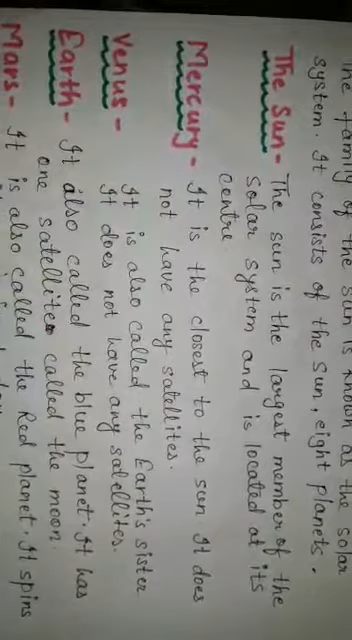 The family of the sun is known as the solar
system. It consists of the sun, eight planets.
The Sun - The sun is the largest member of the
solar system and is located at its
centre.
Mercury - It is the closest to the sun. It does
not have any satellites.
Venus - It is also called the Earth's sister
It does not have any satellites.
Earth - It also called the blue planet. It has
one satellites called the moon.
Mars - It is also called the Red planet. It spins